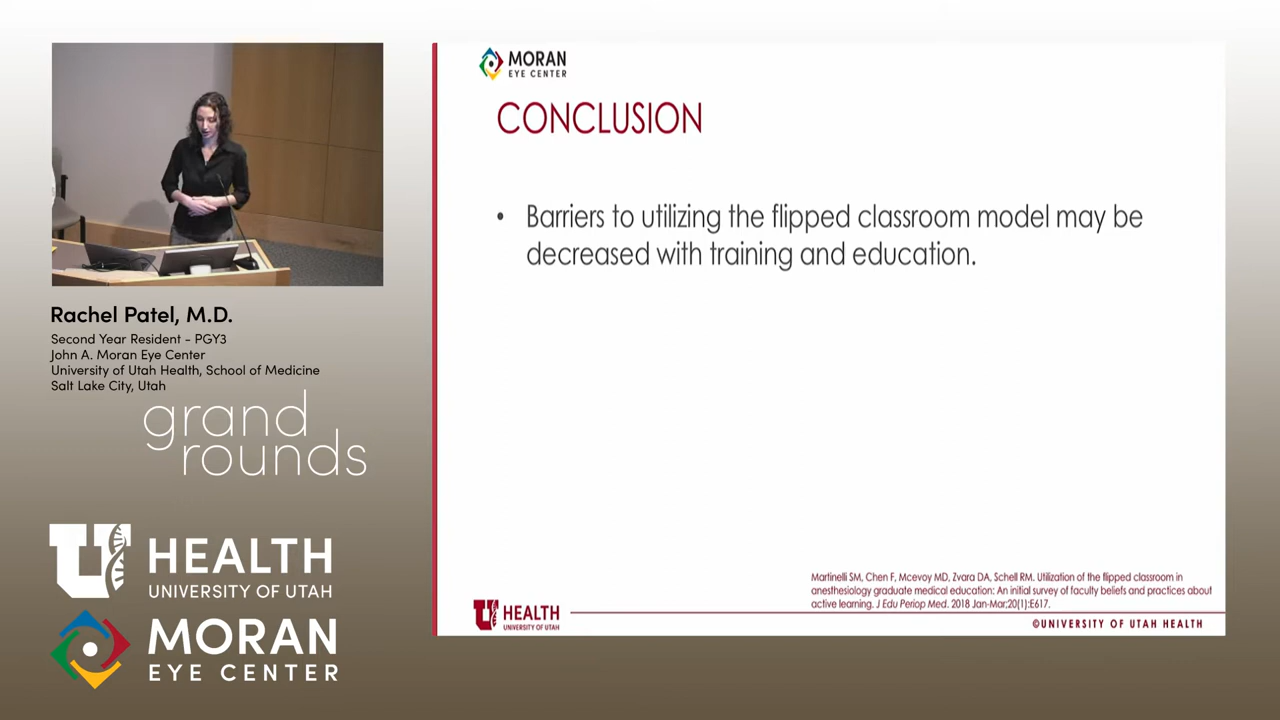 Rachel Patel, M.D.
Second Year Resident - PGY3
John A. Moran Eye Center
University of Utah Health, School of Medicine
Salt Lake City, Utah
grand
rounds
U HEALTH
UNIVERSITY OF UTAH
MORAN
EYE CENTER
MORAN
EYE CENTER
CONCLUSION
• Barriers to utilizing the flipped classroom model may be
decreased with training and education.
Martinelli SM, Chen F, Mcevoy MD, Zvara DA, Schell RM. Utilization of the flipped classroom in
anesthesiology graduate medical education: An initial survey of faculty beliefs and practices about
active learning. J Edu Periop Med. 2018 Jan-Mar;20(1):E617.
U HEALTH
UNIVERSITY OF UTAH
©UNIVERSITY OF UTAH HEALTH